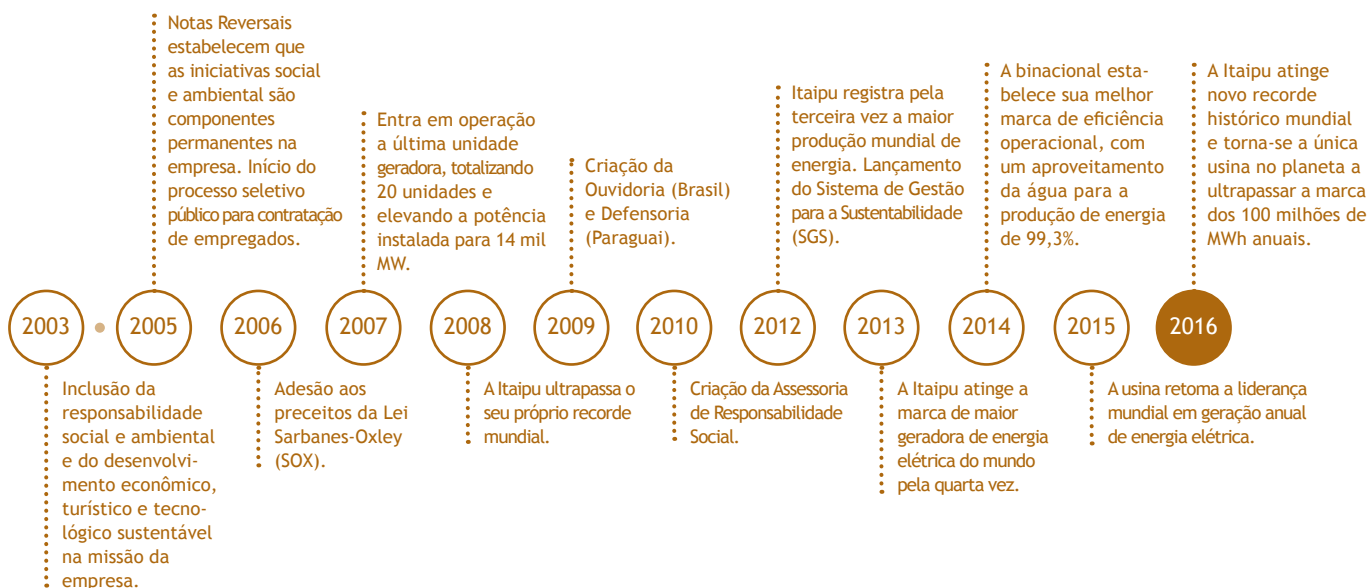 Notas Reversais
estabelecem que
as iniciativas social
e ambiental são
componentes
permanentes na
empresa. Início do
processo seletivo
público para contratação
de empregados.
Entra em operação
a última unidade
geradora, totalizando
20 unidades e
elevando a potência
instalada para 14 mil
MW.
Criação da
Ouvidoria (Brasil)
e Defensoria
(Paraguai).
Itaipu registra pela
terceira vez a maior
produção mundial de
energia. Lançamento
do Sistema de Gestão
para a Sustentabilidade
(SGS).
A binacional esta-
belece sua melhor
marca de eficiência
operacional, com
um aproveitamento
da água para a
produção de energia
de 99,3%.
A Itaipu atinge
novo recorde
histórico mundial
e torna-se a única
usina no planeta a
ultrapassar a marca
dos 100 milhões de
MWh anuais.
2003
2005
2006
2007
2008
2009
2010
2012
2013
2014
2015
2016
Inclusão da
responsabilidade
social e ambiental
e do desenvolvi-
mento econômico,
turístico e tecno-
lógico sustentável
na missão da
empresa.
Adesão aos
preceitos da Lei
Sarbanes-Oxley
(SOX).
A Itaipu ultrapassa o
seu próprio recorde
mundial.
Criação da Assessoria
de Responsabilidade
Social.
A Itaipu atinge a
marca de maior
geradora de energia
elétrica do mundo
pela quarta vez.
A usina retoma a liderança
mundial em geração anual
de energia elétrica.